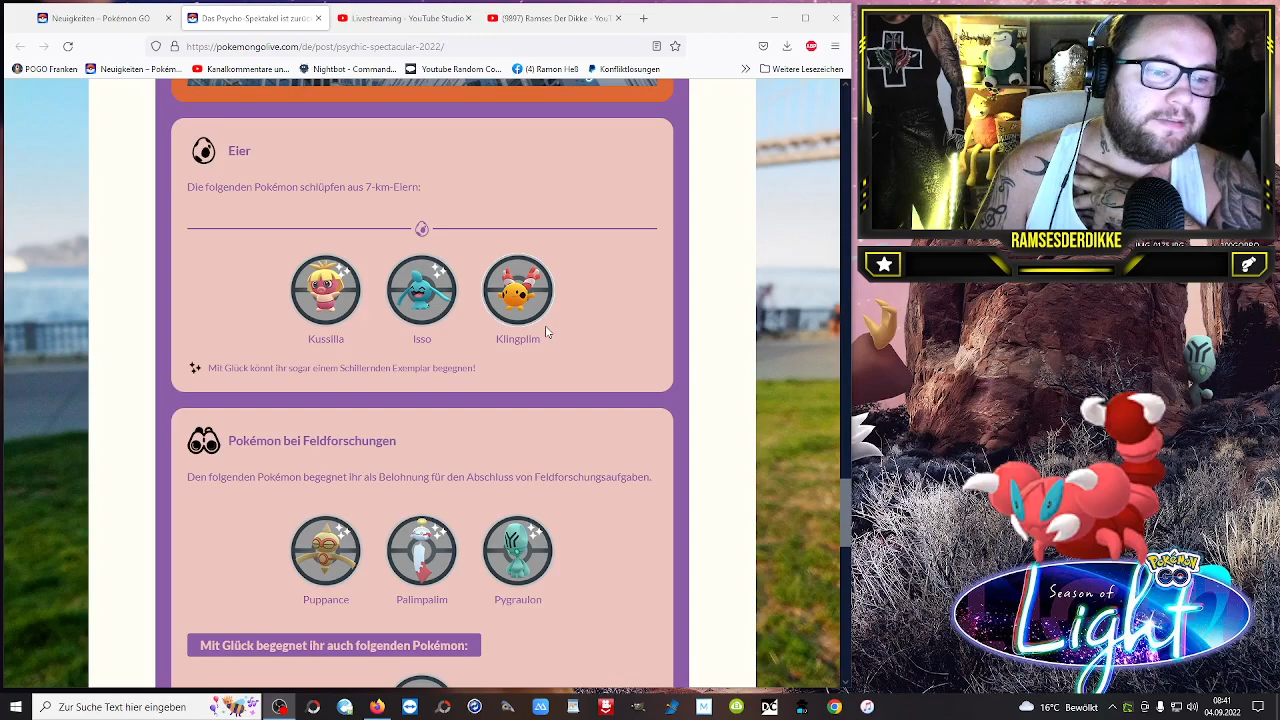 Neuigkeiten – Pokémon GO
Das Psycho-Spektakel ist zurück
Livestreaming - YouTube Studio
(9897) Ramses Der Dikke - YouT
https://pokemongolive.com/de/post/psychic-spectacular-2022/
POGO Franken
Neuigkeiten – Pokém...
Kanalkommentare un...
Nightbot - Command...
Youtube Random Co...
(4) Ramon Heß
Konfliktlösungen
Weitere Lesezeichen
Eier
Die folgenden Pokémon schlüpfen aus 7-km-Eiern:
Kussilla
Isso
Klingplim
Mit Glück könnt ihr sogar einem Schillernden Exemplar begegnen!
Pokémon bei Feldforschungen
Den folgenden Pokémon begegnet ihr als Belohnung für den Abschluss von Feldforschungsaufgaben.
Puppance
Palimpalim
Pygraulon
Mit Glück begegnet ihr auch folgenden Pokémon:
RAMSESDERDIKKE
Pokémon
GO
Season of
Light
Zur Suche Text hier eingeben
16°C
08:41
04.09.2022